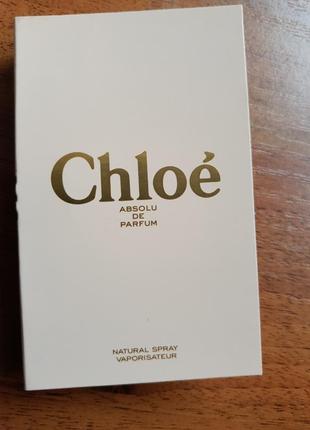 Chloé
ABSOLU
DE
PARFUM
NATURAL SPRAY
VAPORISATEUR